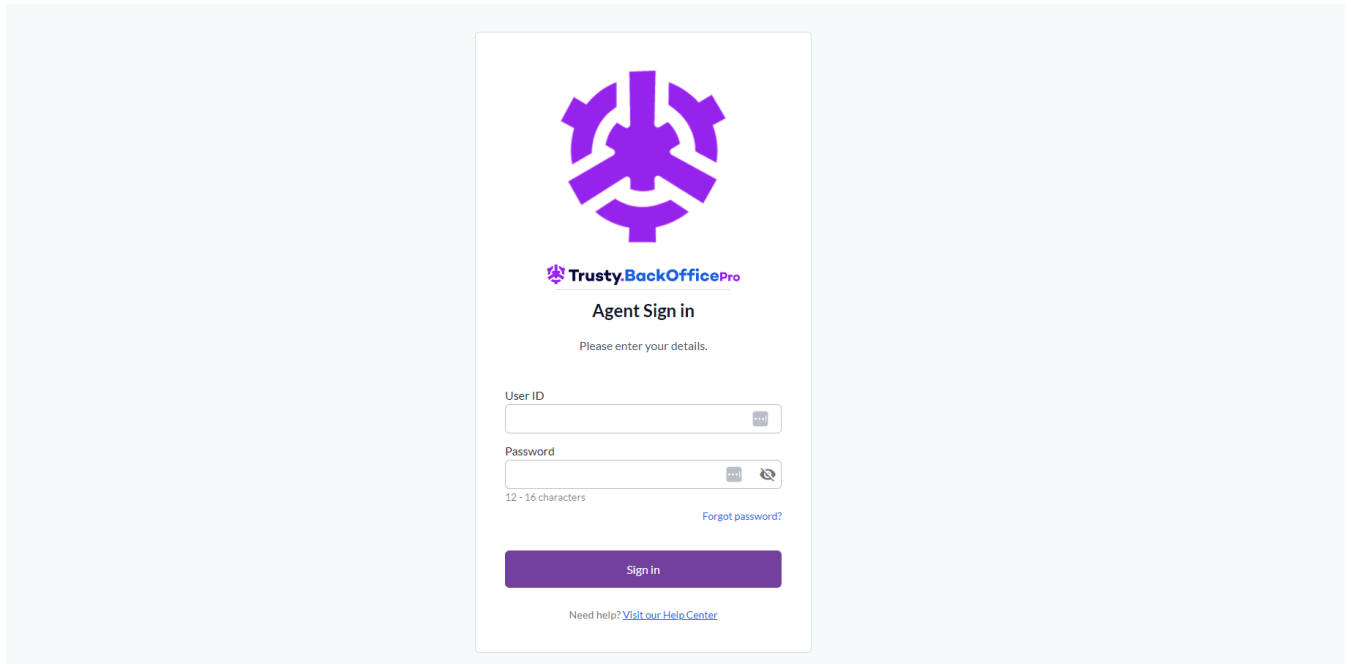 Trusty.BackOfficePro
Agent Sign in
Please enter your details.
User ID
Password
12 - 16 characters
Forgot password?
Sign in
Need help? Visit our Help Center